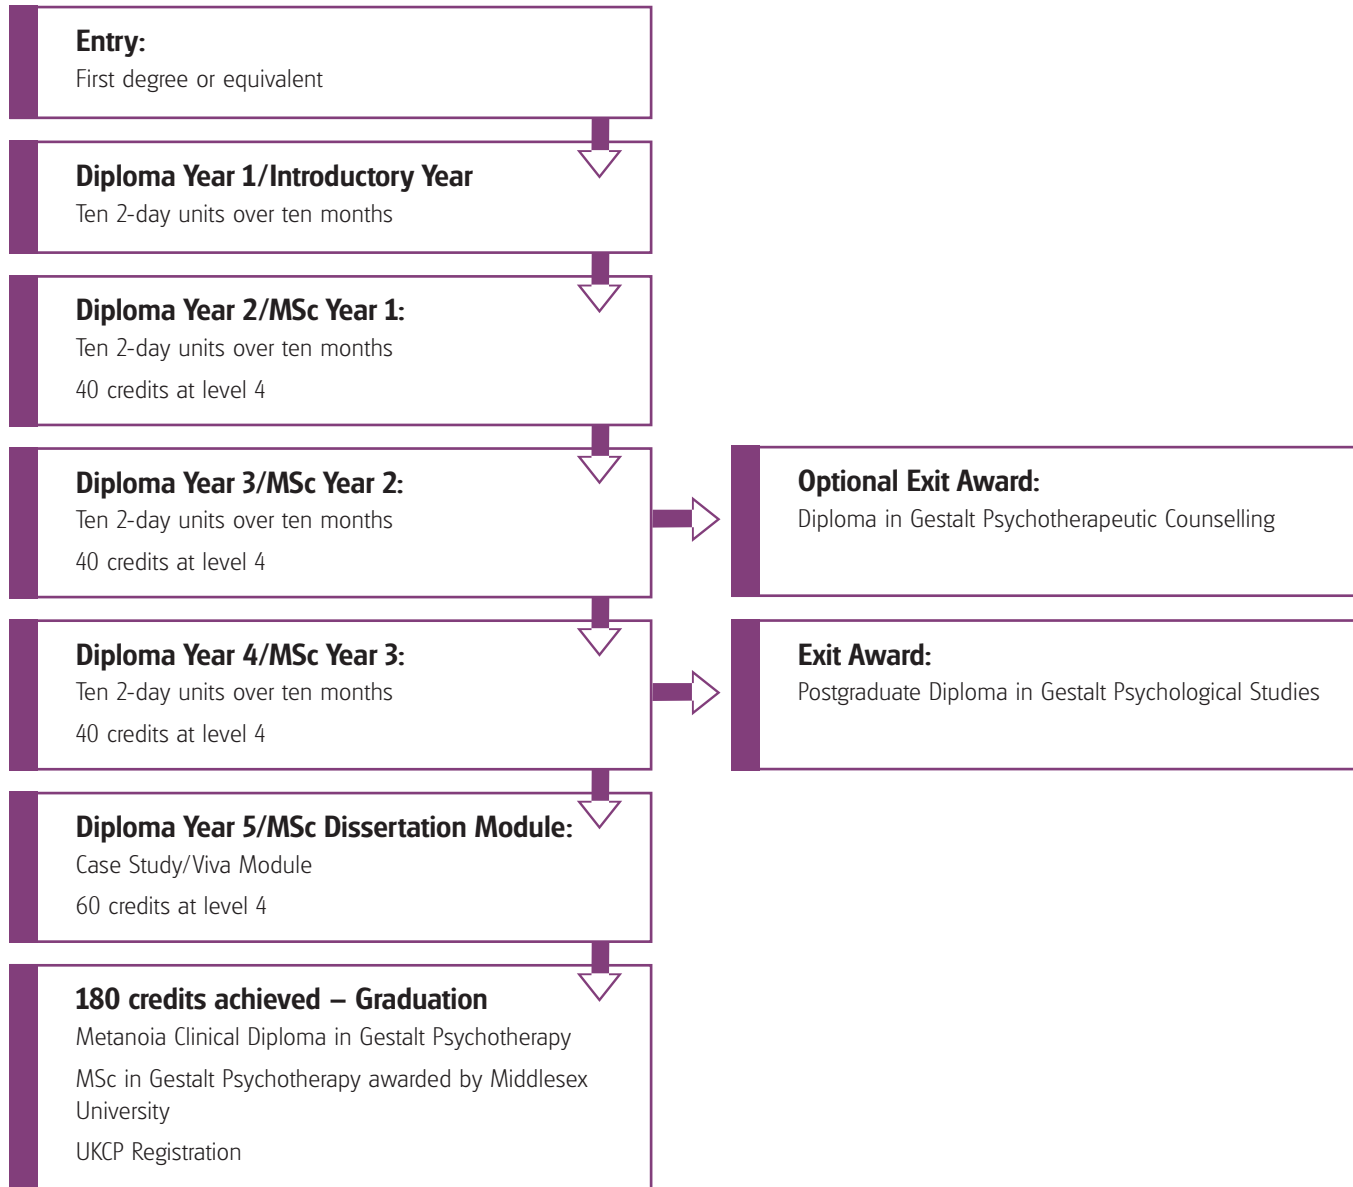 Entry:
First degree or equivalent
Diploma Year 1/Introductory Year
Ten 2-day units over ten months
Diploma Year 2/MSc Year 1:
Ten 2-day units over ten months
40 credits at level 4
Diploma Year 3/MSc Year 2:
Ten 2-day units over ten months
40 credits at level 4
Optional Exit Award:
Diploma in Gestalt Psychotherapeutic Counselling
Diploma Year 4/MSc Year 3:
Ten 2-day units over ten months
40 credits at level 4
Exit Award:
Postgraduate Diploma in Gestalt Psychological Studies
Diploma Year 5/MSc Dissertation Module:
Case Study/Viva Module
60 credits at level 4
180 credits achieved – Graduation
Metanoia Clinical Diploma in Gestalt Psychotherapy
MSc in Gestalt Psychotherapy awarded by Middlesex
University
UKCP Registration